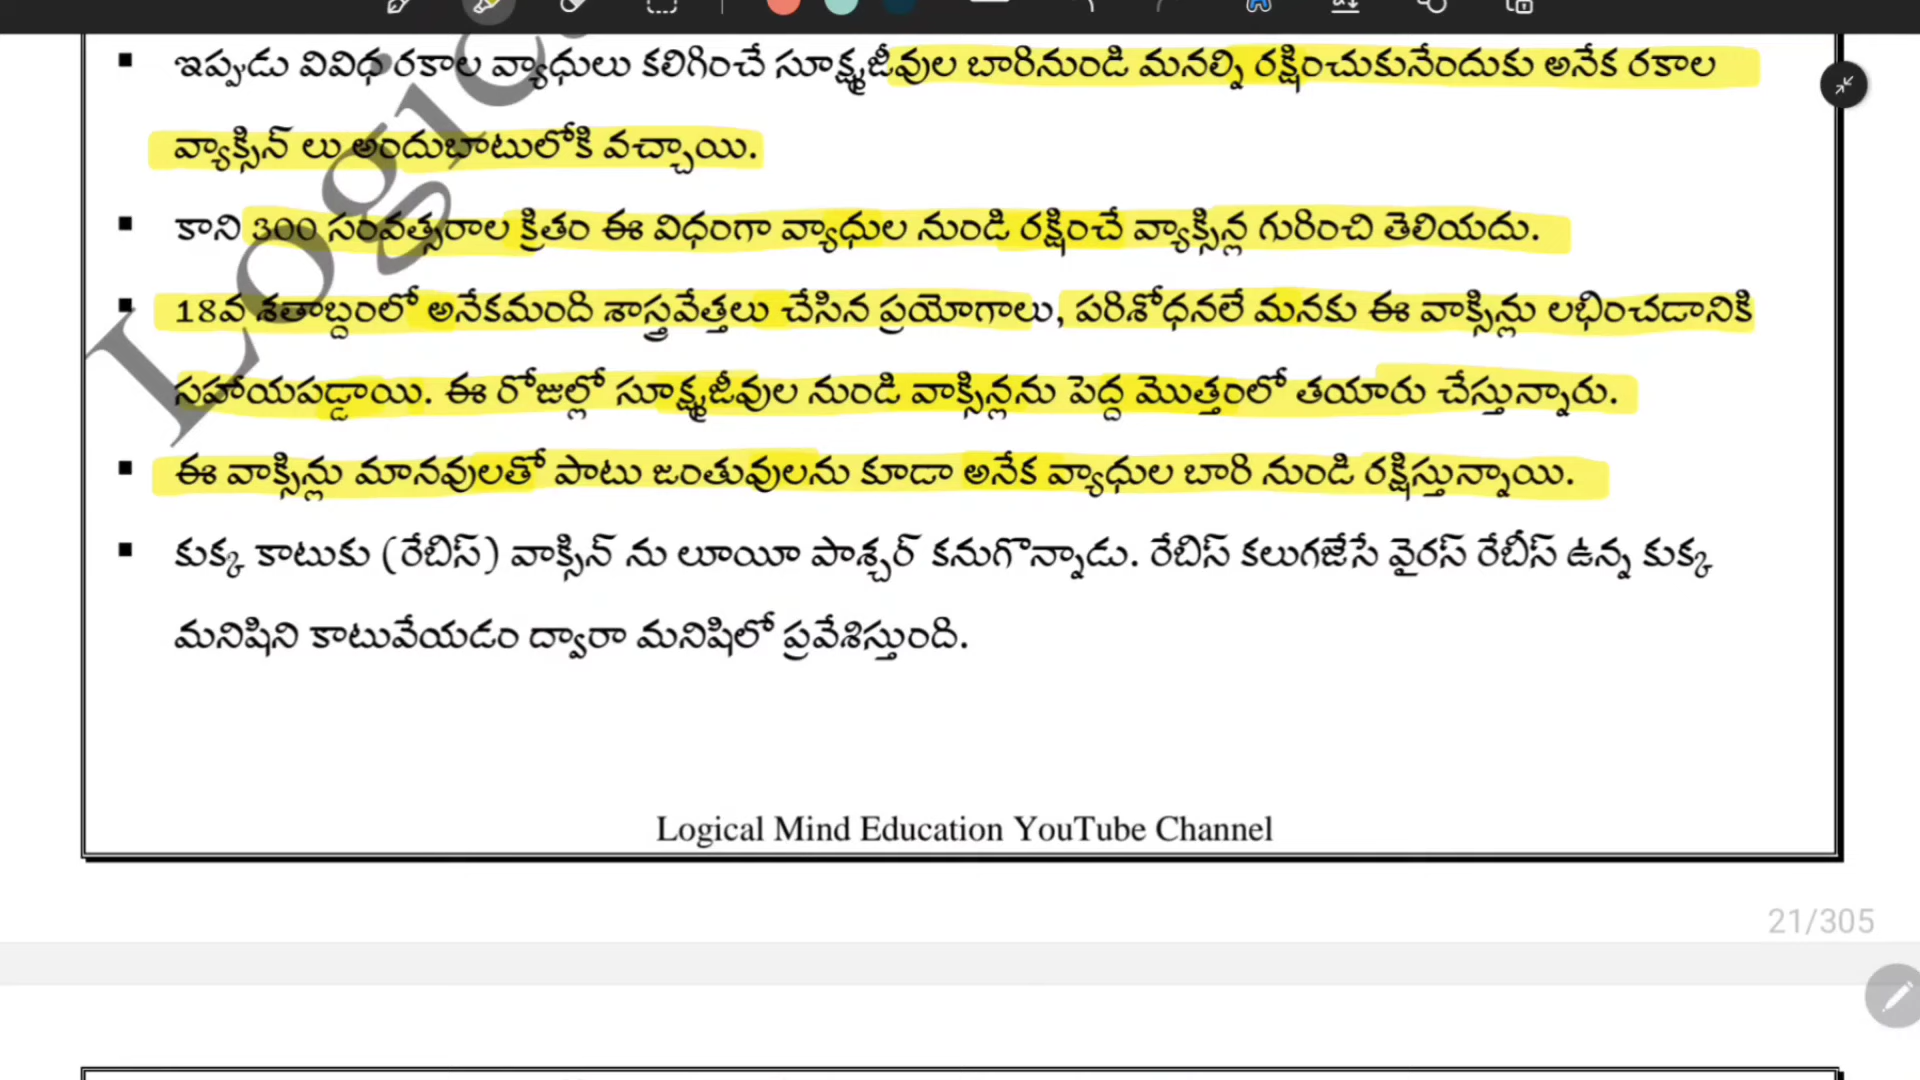 ఇప్పుడు వివిధ రకాల వ్యాధులు కలిగించే సూక్ష్మజీవుల బారినుండి మనల్ని రక్షించుకునేందుకు అనేక రకాల
వ్యాక్సిన్ లు అందుబాటులోకి వచ్చాయి.
కాని 300 సంవత్సరాల క్రితం ఈ విధంగా వ్యాధుల నుండి రక్షించే వ్యాక్సిన్ల గురించి తెలియదు.
18వ శతాబ్దంలో అనేకమంది శాస్త్రవేత్తలు చేసిన ప్రయోగాలు, పరిశోధనలే మనకు ఈ వాక్సిన్లు లభించడానికి
సహాయపడ్డాయి. ఈ రోజుల్లో సూక్ష్మజీవుల నుండి వాక్సిన్లను పెద్ద మొత్తంలో తయారు చేస్తున్నారు.
ఈ వాక్సిన్లు మానవులతో పాటు జంతువులను కూడా అనేక వ్యాధుల బారి నుండి రక్షిస్తున్నాయి.
కుక్క కాటుకు (రేబిస్) వాక్సిన్ ను లూయీ పాశ్చర్ కనుగొన్నాడు. రేబిస్ కలుగజేసే వైరస్ రేబీస్ ఉన్న కుక్క
మనిషిని కాటువేయడం ద్వారా మనిషిలో ప్రవేశిస్తుంది.
Logic
Logical Mind Education YouTube Channel
21/305